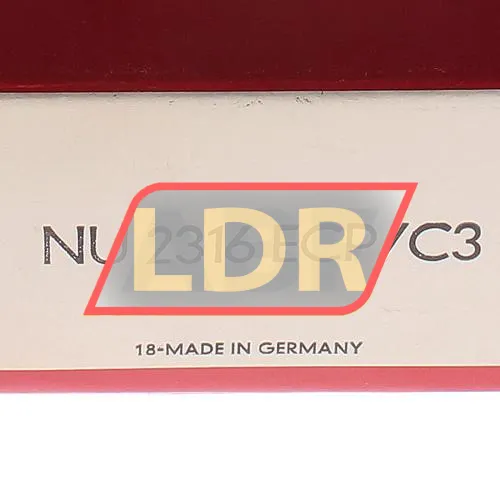 NU 2316 ECP/C3
LDR
18-MADE IN GERMANY